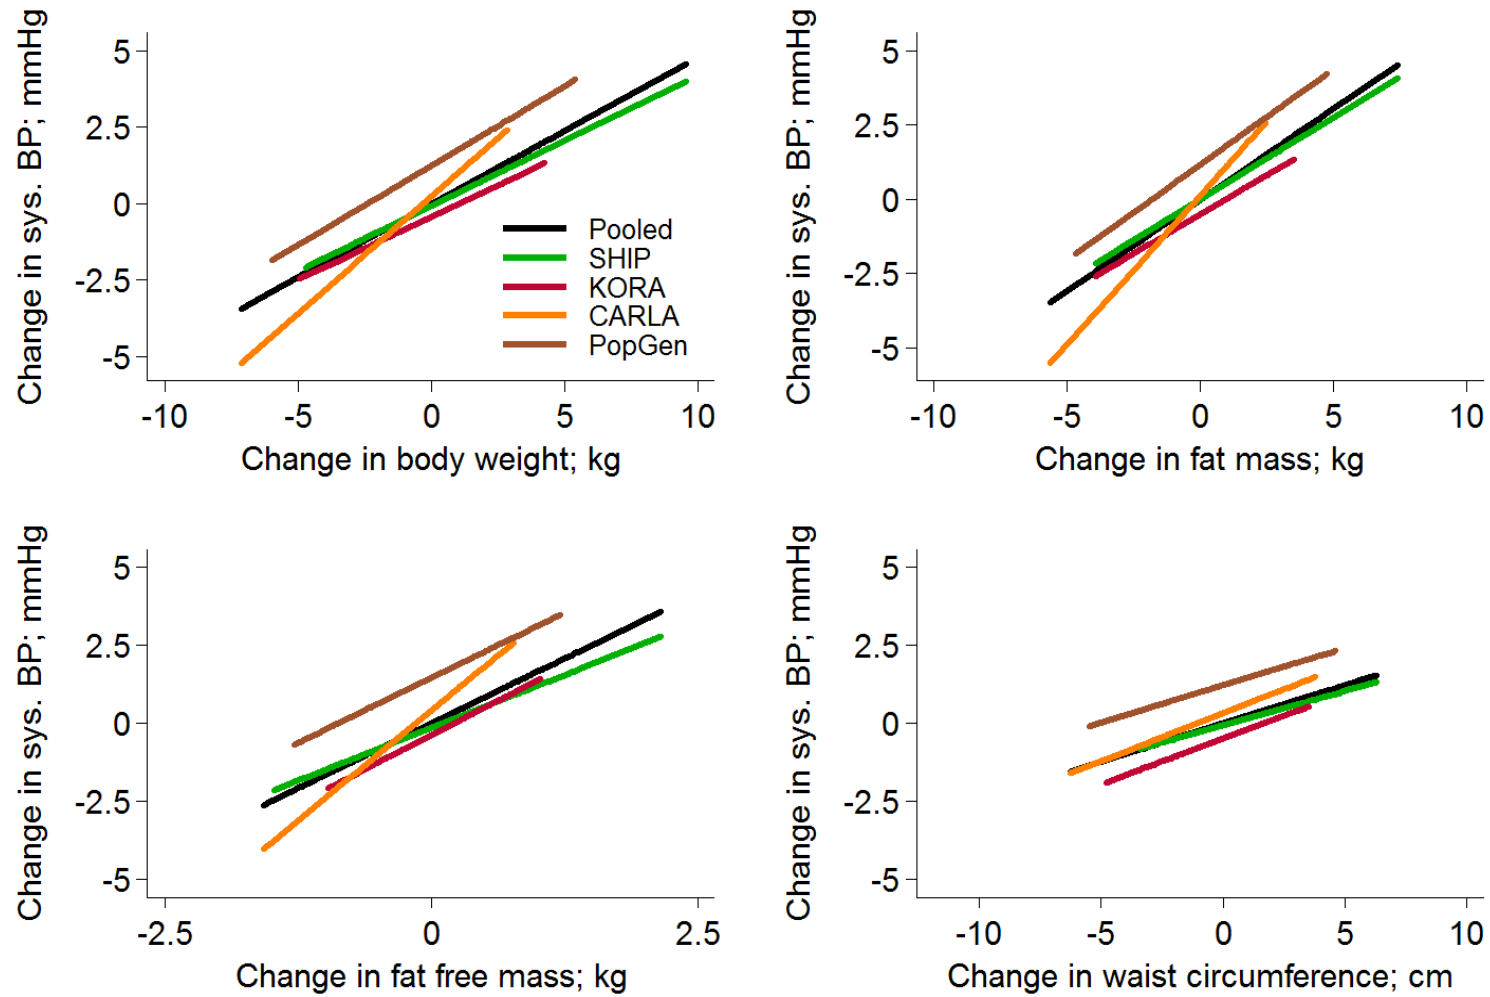 Change in sys. BP; mmHg
5
2.5
0
-2.5
-5
-10
-5
0
5
10
Change in body weight; kg
Pooled
SHIP
KORA
CARLA
PopGen
Change in sys. BP; mmHg
5
2.5
0
-2.5
-5
-10
-5
0
5
10
Change in fat mass; kg
Change in sys. BP; mmHg
5
2.5
0
-2.5
-5
-2.5
0
2.5
Change in fat free mass; kg
Change in sys. BP; mmHg
5
2.5
0
-2.5
-5
-10
-5
0
5
10
Change in waist circumference; cm